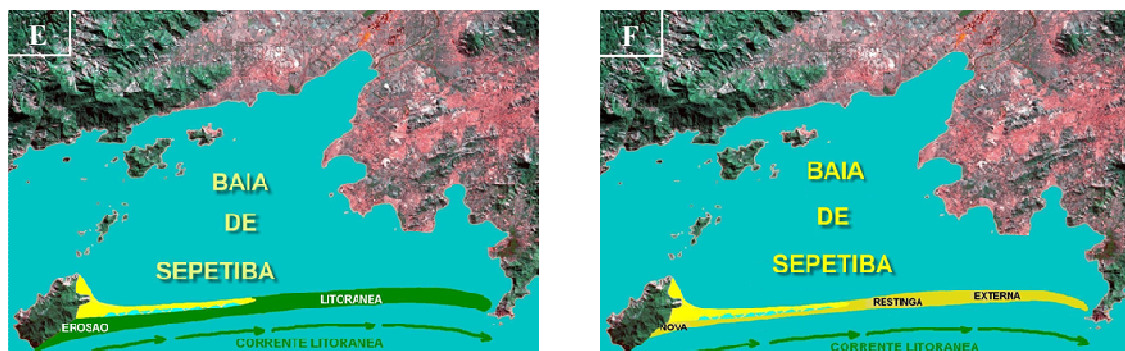 E
BAIA
DE
SEPETIBA
LITORANEA
EROSAO
CORRENTE LITORANEA
F
BAIA
DE
SEPETIBA
NOVA RESTINGA EXTERNA
CORRENTE LITORANEA